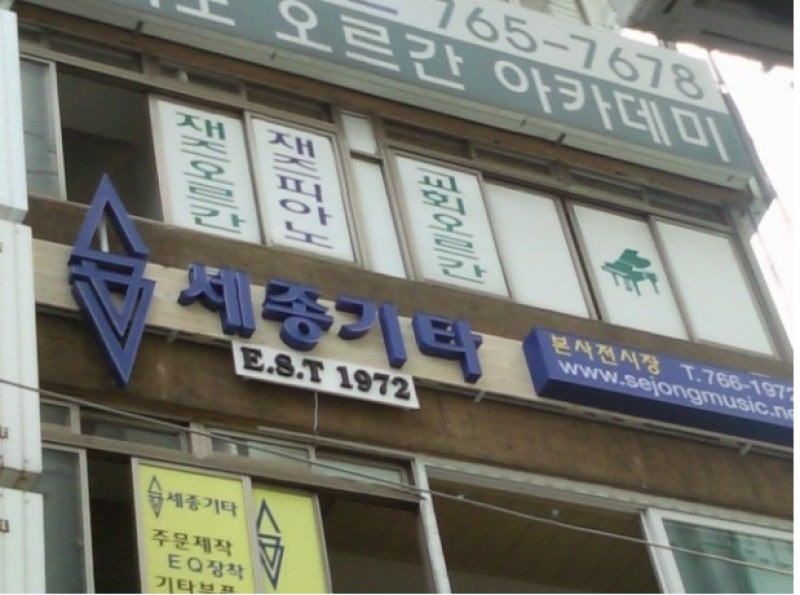 765-7678
오르간 아카데미
재즈오르간
재즈피아노
교회오르간
세종기타
E.S.T 1972
본사전시장 T.766-1972
www.sejongmusic.ne
세종기타
주문제작
EQ장착
기타부품